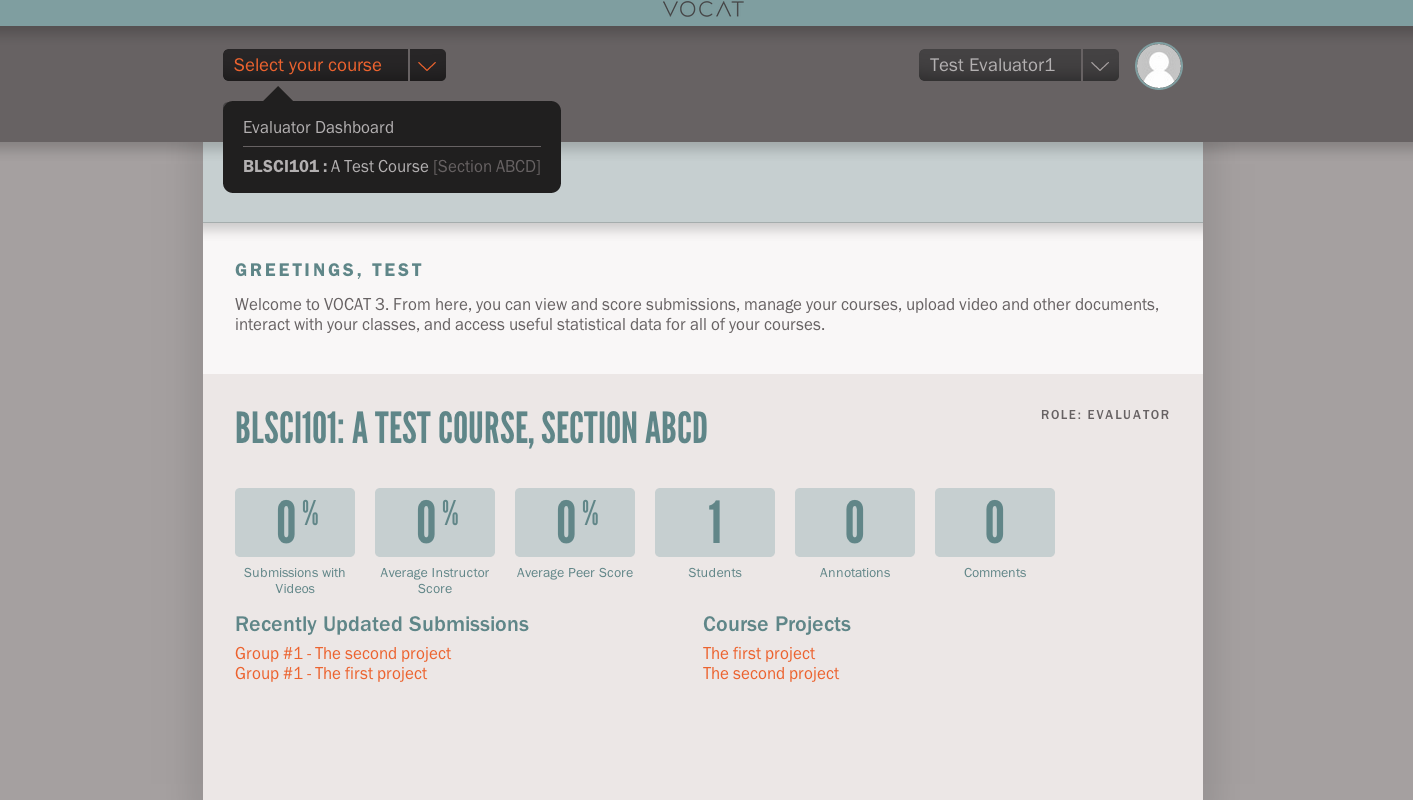 VOCAT
Select your course
Test Evaluator1
Evaluator Dashboard
BLSCI101 : A Test Course [Section ABCD]
GREETINGS, TEST
Welcome to VOCAT 3. From here, you can view and score submissions, manage your courses, upload video and other documents,
interact with your classes, and access useful statistical data for all of your courses.
BLSCI101: A TEST COURSE, SECTION ABCD
ROLE: EVALUATOR
0 %
Submissions with
Videos
0 %
Average Instructor
Score
0 %
Average Peer Score
1
Students
0
Annotations
0
Comments
Recently Updated Submissions
Group #1 - The second project
Group #1 - The first project
Course Projects
The first project
The second project